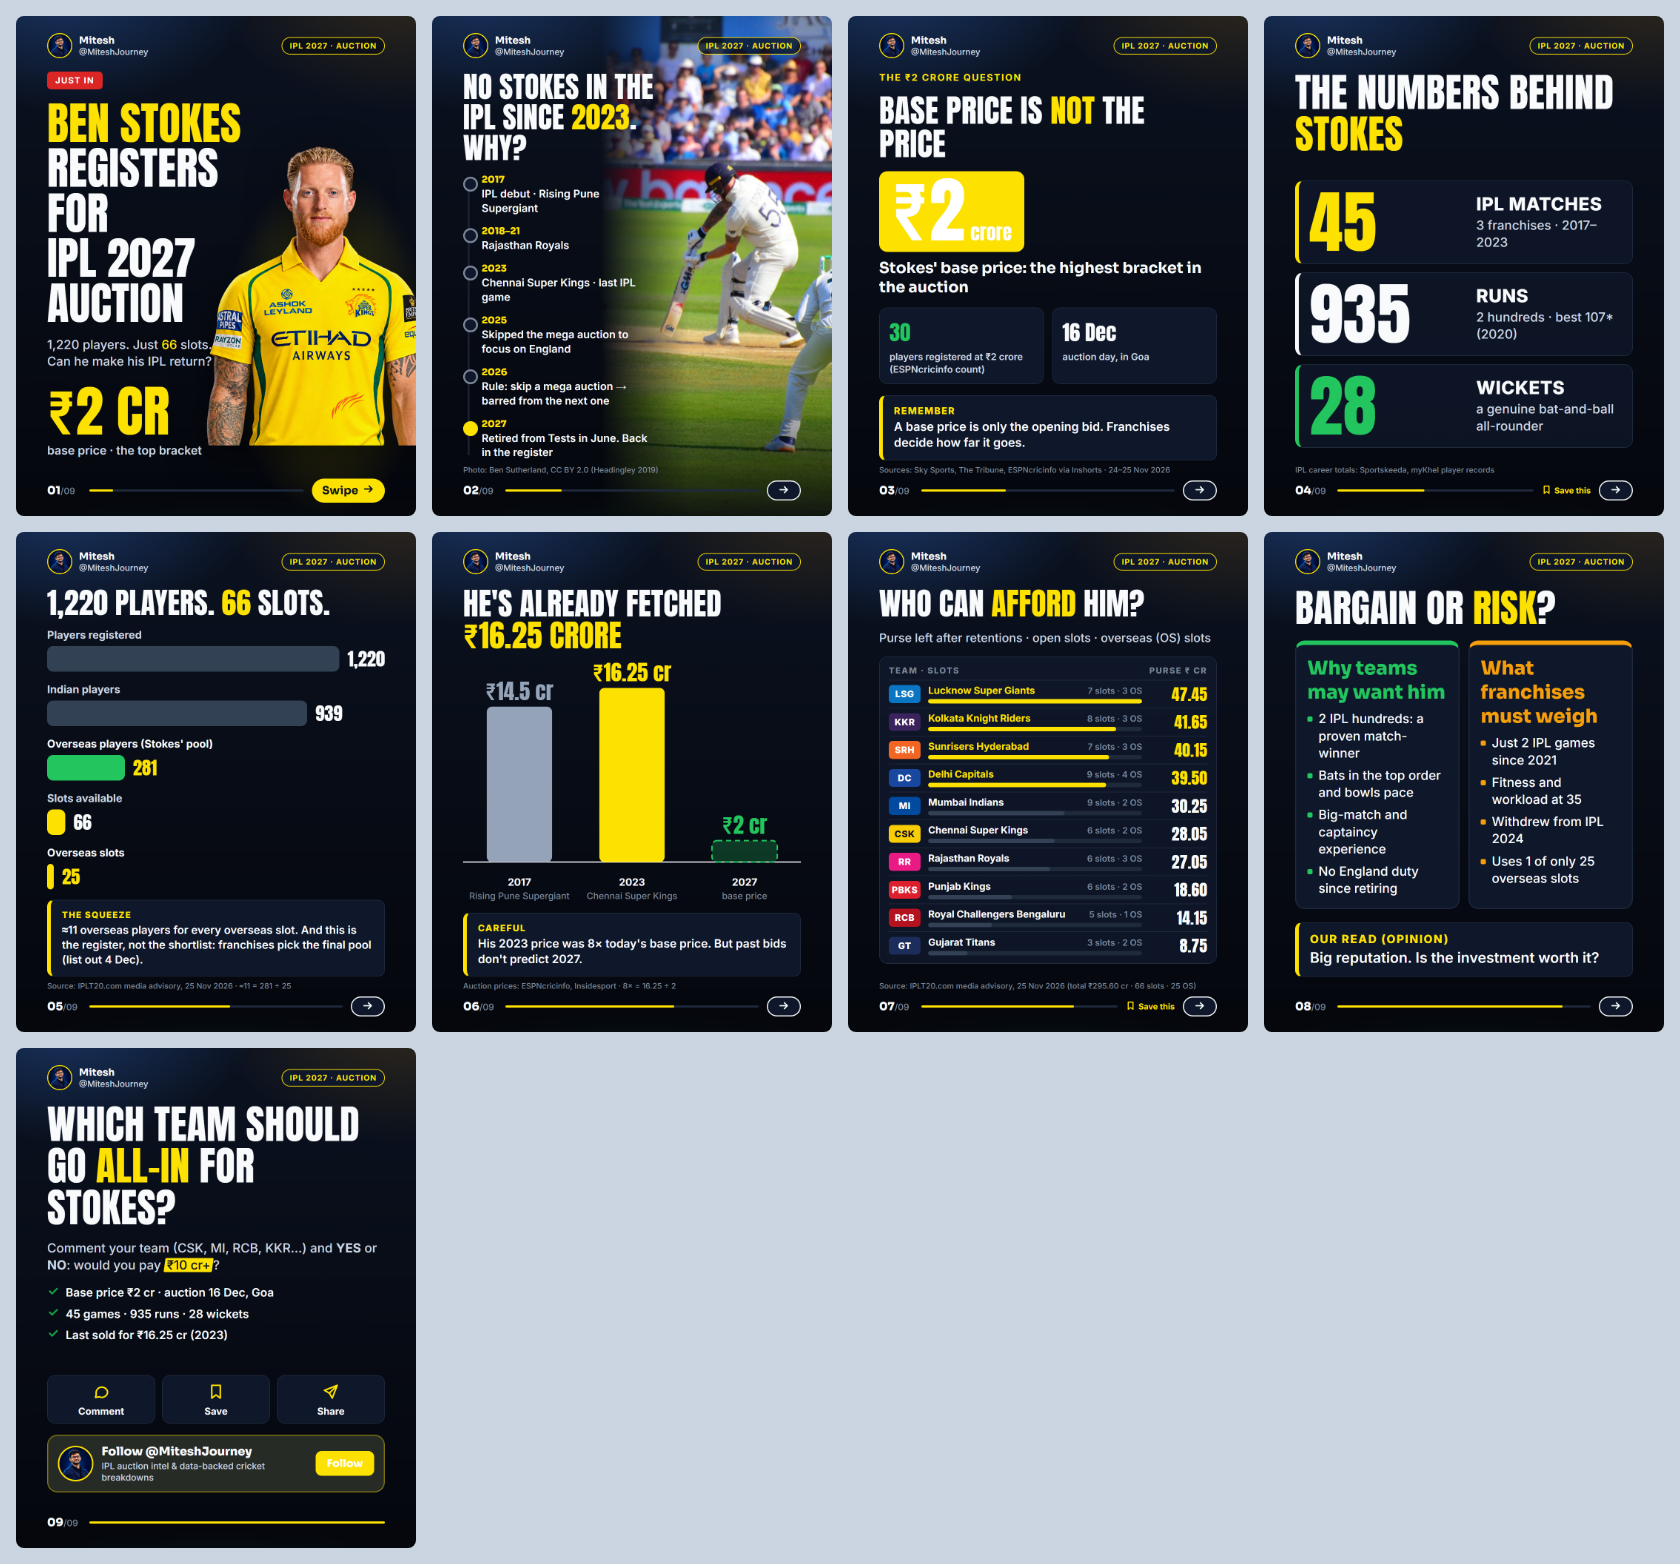 Mitesh
@MiteshJourney
IPL 2027 · AUCTION
JUST IN
BEN STOKES
REGISTERS
FOR
IPL 2027
AUCTION
1,220 players. Just 66 slots.
Can he make his IPL return?
₹2 CR
base price · the top bracket
ASHOK
LEYLAND
ETIHAD
AIRWAYS
01/09
Swipe →
Mitesh
@MiteshJourney
IPL 2027 · AUCTION
NO STOKES IN THE
IPL SINCE 2023.
WHY?
2017
IPL debut · Rising Pune
Supergiant
2018–21
Rajasthan Royals
2023
Chennai Super Kings · last IPL
game
2025
Skipped the mega auction to
focus on England
2026
Rule: skip a mega auction →
barred from the next one
2027
Retired from Tests in June. Back
in the register
Photo: Ben Sutherland, CC BY 2.0 (Headingley 2019)
02/09
→
Mitesh
@MiteshJourney
IPL 2027 · AUCTION
THE ₹2 CRORE QUESTION
BASE PRICE IS NOT THE
PRICE
₹2 crore
Stokes' base price: the highest bracket in
the auction
30
players registered at ₹2 crore
(ESPNcricinfo count)
16 Dec
auction day, in Goa
REMEMBER
A base price is only the opening bid. Franchises
decide how far it goes.
Sources: Sky Sports, The Tribune, ESPNcricinfo via Inshorts · 24–25 Nov 2026
03/09
→
Mitesh
@MiteshJourney
IPL 2027 · AUCTION
THE NUMBERS BEHIND
STOKES
45
IPL MATCHES
3 franchises · 2017–
2023
935
RUNS
2 hundreds · best 107*
(2020)
28
WICKETS
a genuine bat-and-ball
all-rounder
IPL career totals: Sportskeeda, myKhel player records
04/09
Save this
→
Mitesh
@MiteshJourney
IPL 2027 · AUCTION
1,220 PLAYERS. 66 SLOTS.
Players registered
1,220
Indian players
939
Overseas players (Stokes' pool)
281
Slots available
66
Overseas slots
25
THE SQUEEZE
≈11 overseas players for every overseas slot. And this is
the register, not the shortlist: franchises pick the final pool
(list out 4 Dec).
Source: IPLT20.com media advisory, 25 Nov 2026 · ≈11 = 281 ÷ 25
05/09
→
Mitesh
@MiteshJourney
IPL 2027 · AUCTION
HE'S ALREADY FETCHED
₹16.25 CRORE
₹14.5 cr
₹16.25 cr
₹2 cr
2017
Rising Pune Supergiant
2023
Chennai Super Kings
2027
base price
CAREFUL
His 2023 price was 8× today's base price. But past bids
don't predict 2027.
Auction prices: ESPNcricinfo, Insidesport · 8× = 16.25 ÷ 2
06/09
→
Mitesh
@MiteshJourney
IPL 2027 · AUCTION
WHO CAN AFFORD HIM?
Purse left after retentions · open slots · overseas (OS) slots
TEAM · SLOTS PURSE ₹ CR
LSG Lucknow Super Giants 7 slots · 3 OS 47.45
KKR Kolkata Knight Riders 8 slots · 3 OS 41.65
SRH Sunrisers Hyderabad 7 slots · 3 OS 40.15
DC Delhi Capitals 9 slots · 4 OS 39.50
MI Mumbai Indians 9 slots · 2 OS 30.25
CSK Chennai Super Kings 6 slots · 2 OS 28.05
RR Rajasthan Royals 6 slots · 3 OS 27.05
PBKS Punjab Kings 6 slots · 2 OS 18.60
RCB Royal Challengers Bengaluru 5 slots · 1 OS 14.15
GT Gujarat Titans 3 slots · 2 OS 8.75
Source: IPLT20.com media advisory, 25 Nov 2026 (total ₹295.60 cr · 66 slots · 25 OS)
07/09
Save this
→
Mitesh
@MiteshJourney
IPL 2027 · AUCTION
BARGAIN OR RISK?
Why teams
may want him
2 IPL hundreds: a
proven match-
winner
Bats in the top order
and bowls pace
Big-match and
captaincy
experience
No England duty
since retiring
What
franchises
must weigh
Just 2 IPL games
since 2021
Fitness and
workload at 35
Withdrew from IPL
2024
Uses 1 of only 25
overseas slots
OUR READ (OPINION)
Big reputation. Is the investment worth it?
08/09
→
Mitesh
@MiteshJourney
IPL 2027 · AUCTION
WHICH TEAM SHOULD
GO ALL-IN FOR
STOKES?
Comment your team (CSK, MI, RCB, KKR...) and YES or
NO: would you pay ₹10 cr+?
Base price ₹2 cr · auction 16 Dec, Goa
45 games · 935 runs · 28 wickets
Last sold for ₹16.25 cr (2023)
Comment
Save
Share
Follow @MiteshJourney
IPL auction intel & data-backed cricket
breakdowns
Follow
09/09